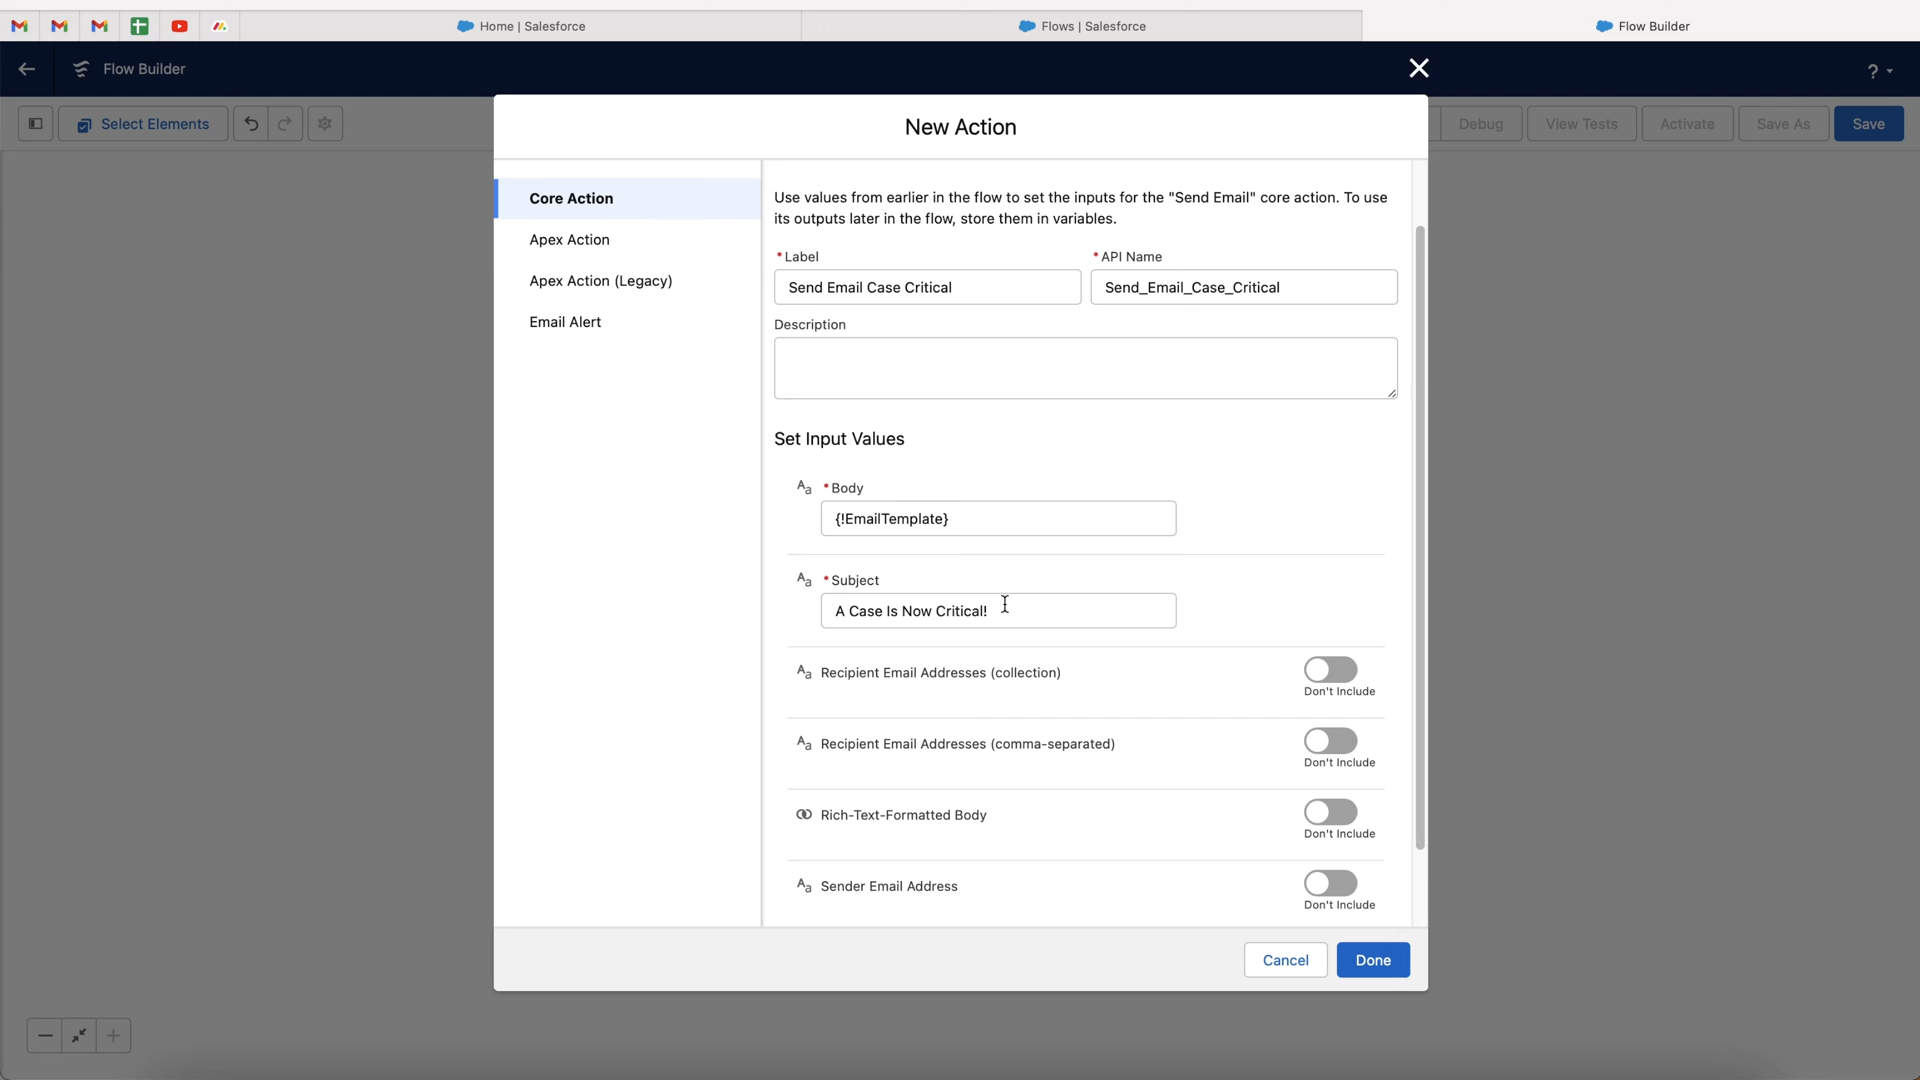 Home | Salesforce
Flows | Salesforce
Flow Builder
Flow Builder
?
Select Elements
Debug
View Tests
Activate
Save As
Save
New Action
Core Action
Apex Action
Apex Action (Legacy)
Email Alert
Use values from earlier in the flow to set the inputs for the "Send Email" core action. To use
its outputs later in the flow, store them in variables.
* Label
* API Name
Send Email Case Critical
Send_Email_Case_Critical
Description
Set Input Values
Aa * Body
{!EmailTemplate}
Aa * Subject
A Case Is Now Critical!
Aa Recipient Email Addresses (collection)
Don't Include
Aa Recipient Email Addresses (comma-separated)
Don't Include
Rich-Text-Formatted Body
Don't Include
Aa Sender Email Address
Don't Include
Cancel
Done